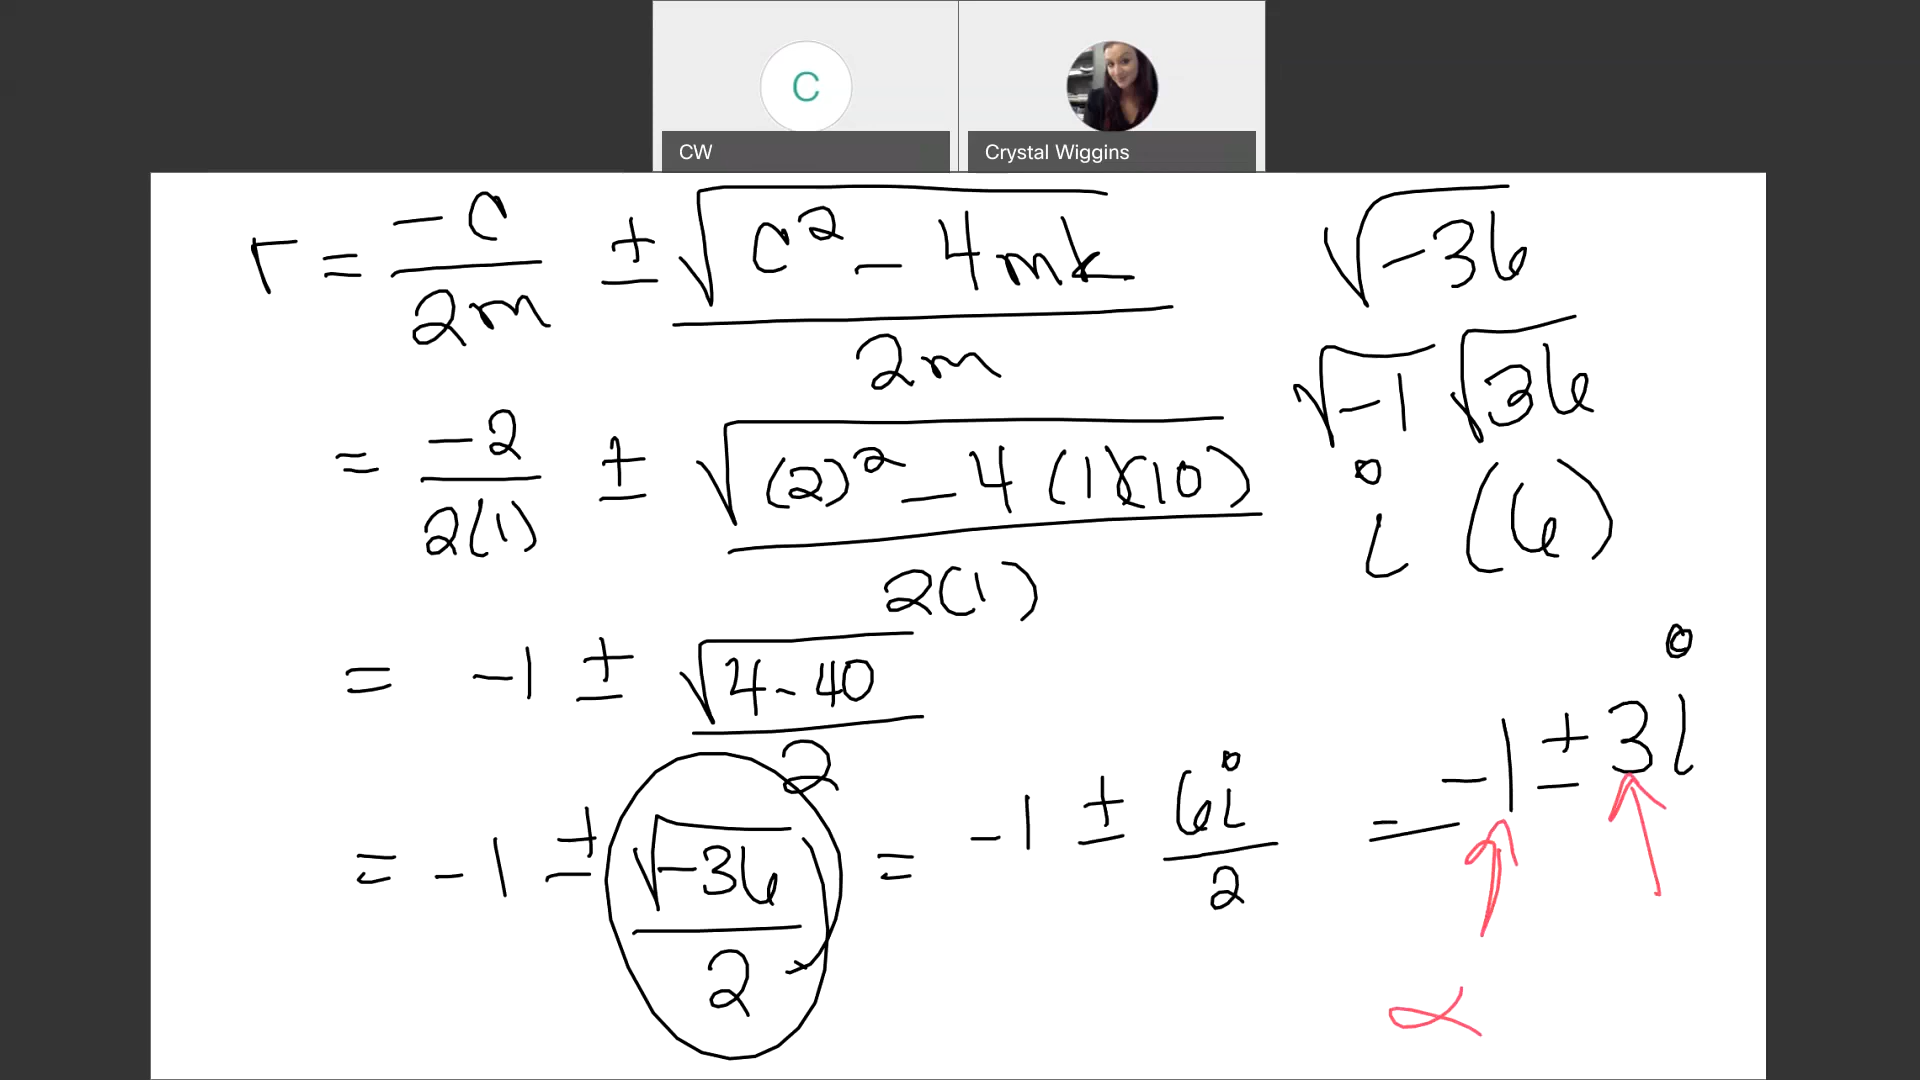 C
CW
Crystal Wiggins
r = -c/2m ± √(c² - 4mk)/2m
√-36
√-1 √36
= -2/2(1) ± √((2)² - 4(1)(10))/2(1)
i (6)
= -1 ± √(4-40)/2
= -1 ± √-36/2 = -1 ± 6i/2 = -1 ± 3i
α